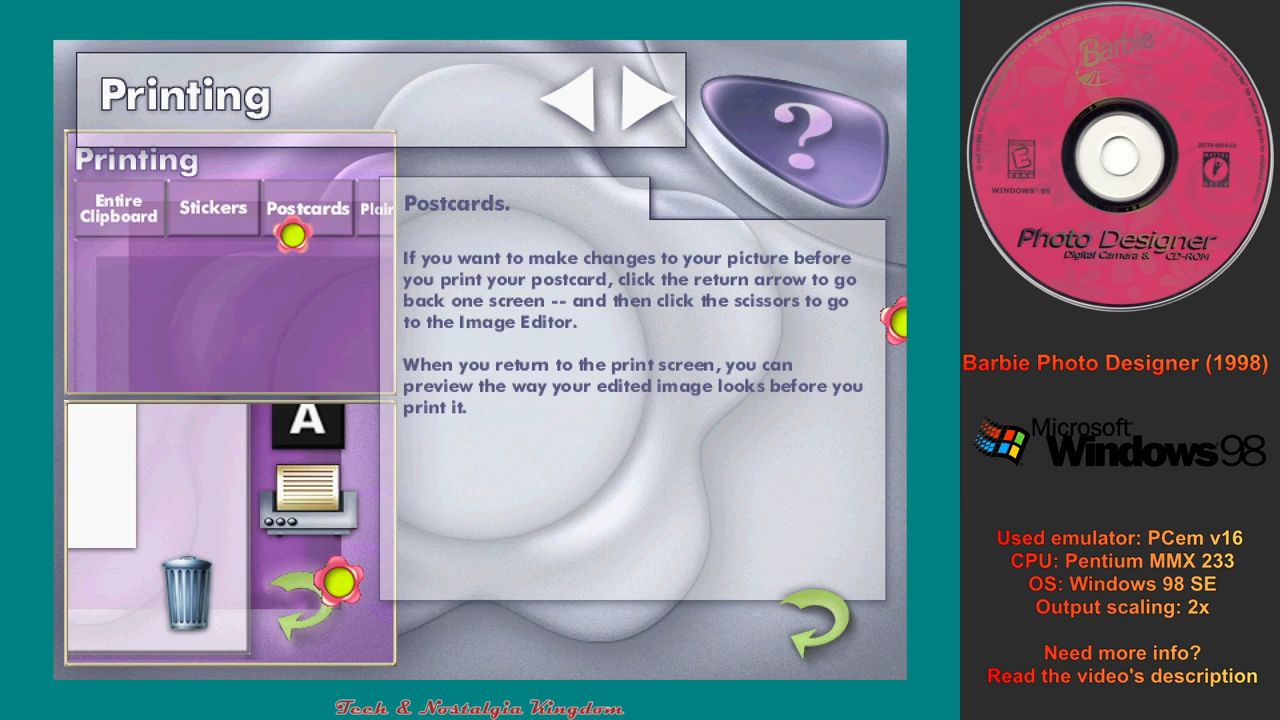 Printing
Printing
Entire
Clipboard
Stickers
Postcards
Plain
Postcards.
If you want to make changes to your picture before
you print your postcard, click the return arrow to go
back one screen -- and then click the scissors to go
to the Image Editor.
When you return to the print screen, you can
preview the way your edited image looks before you
print it.
A
?
Barbie
E
WINDOWS® 95
MATTEL
MEDIA
Photo Designer
Digital Camera & CD-ROM
Barbie Photo Designer (1998)
Microsoft
Windows 98
Used emulator: PCem v16
CPU: Pentium MMX 233
OS: Windows 98 SE
Output scaling: 2x
Need more info?
Read the video's description
Tech & Nostalgia Kingdom